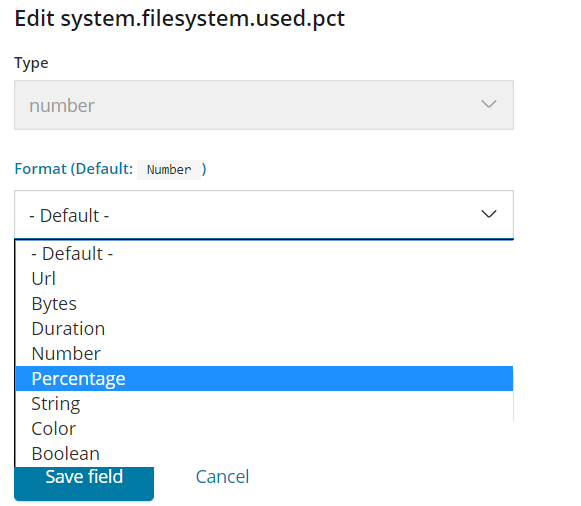 Edit system.filesystem.used.pct
Type
number
Format (Default: Number )
- Default -
- Default -
Url
Bytes
Duration
Number
Percentage
String
Color
Boolean
Save field Cancel